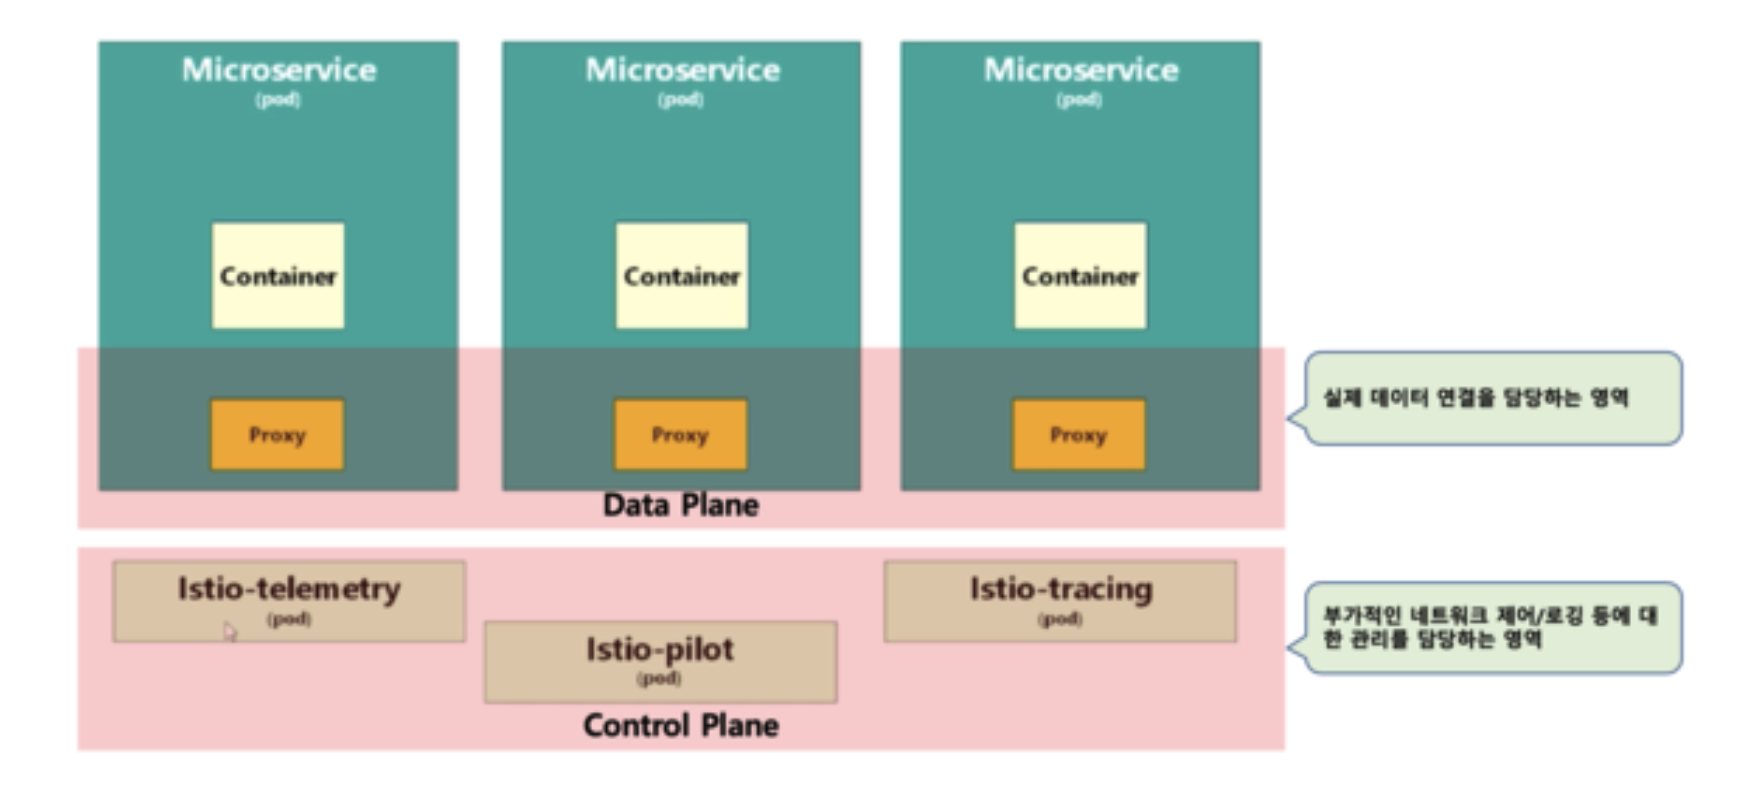 Microservice
(pod)
Microservice
(pod)
Microservice
(pod)
Container
Container
Container
Proxy
Proxy
Proxy
Data Plane
실제 데이터 연결을 담당하는 영역
Istio-telemetry
(pod)
Istio-pilot
(pod)
Istio-tracing
(pod)
Control Plane
부가적인 네트워크 제어/로깅 등에 대
한 관리를 담당하는 영역